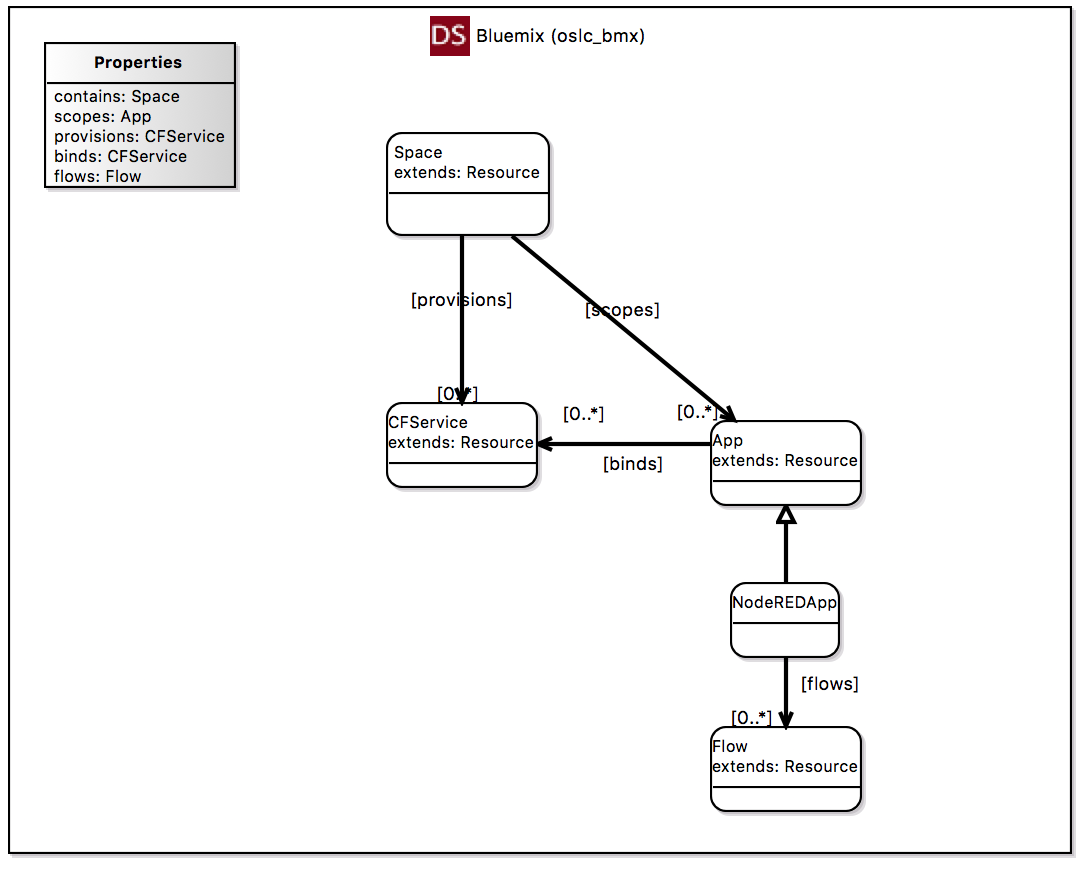 DS Bluemix (oslc_bmx)
Properties
contains: Space
scopes: App
provisions: CFService
binds: CFService
flows: Flow
Space
extends: Resource
[provisions]
[scopes]
[0..*]
[0..*]
[0..*]
CFService
extends: Resource
[binds]
App
extends: Resource
NodeREDApp
[flows]
[0..*]
Flow
extends: Resource